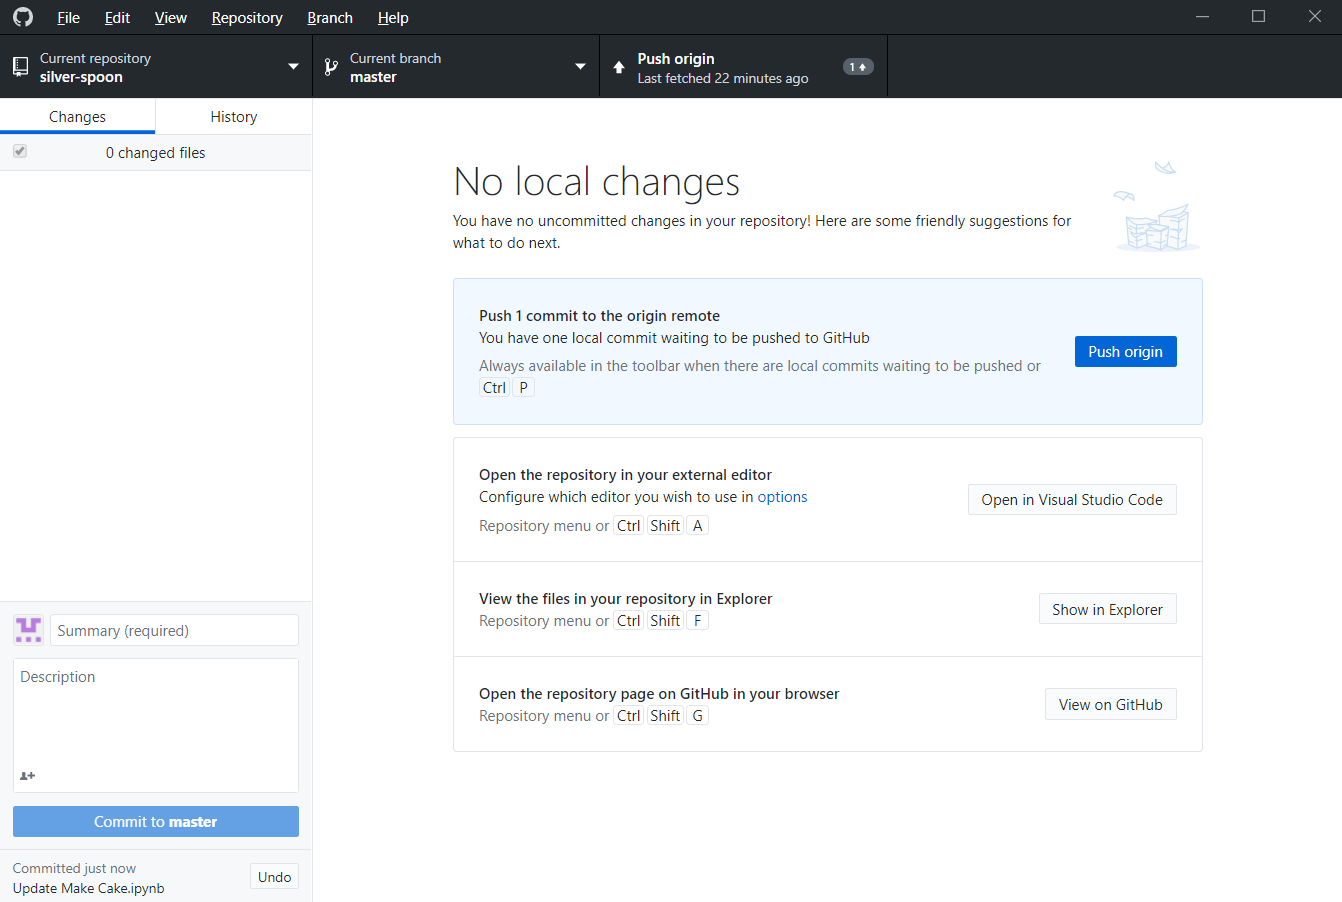 File Edit View Repository Branch Help
Current repository
silver-spoon
Current branch
master
Push origin
Last fetched 22 minutes ago
1
Changes
History
0 changed files
No local changes
You have no uncommitted changes in your repository! Here are some friendly suggestions for
what to do next.
Push 1 commit to the origin remote
You have one local commit waiting to be pushed to GitHub
Always available in the toolbar when there are local commits waiting to be pushed or
Ctrl P
Push origin
Open the repository in your external editor
Configure which editor you wish to use in options
Repository menu or Ctrl Shift A
Open in Visual Studio Code
View the files in your repository in Explorer
Repository menu or Ctrl Shift F
Show in Explorer
Open the repository page on GitHub in your browser
Repository menu or Ctrl Shift G
View on GitHub
Summary (required)
Description
Commit to master
Committed just now
Update Make Cake.ipynb
Undo